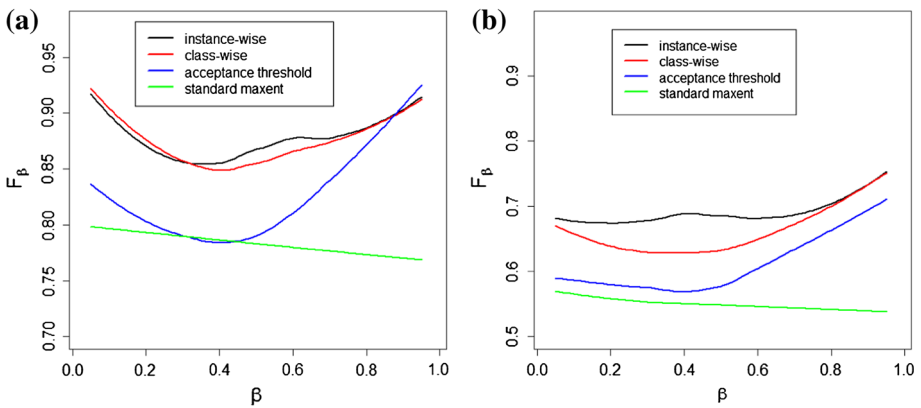 (a)
instance-wise
class-wise
acceptance threshold
standard maxent
Fβ
0.95
0.90
0.85
0.80
0.75
0.70
0.0 0.2 0.4 0.6 0.8 1.0
β
(b)
instance-wise
class-wise
acceptance threshold
standard maxent
Fβ
0.9
0.8
0.7
0.6
0.5
0.0 0.2 0.4 0.6 0.8 1.0
β